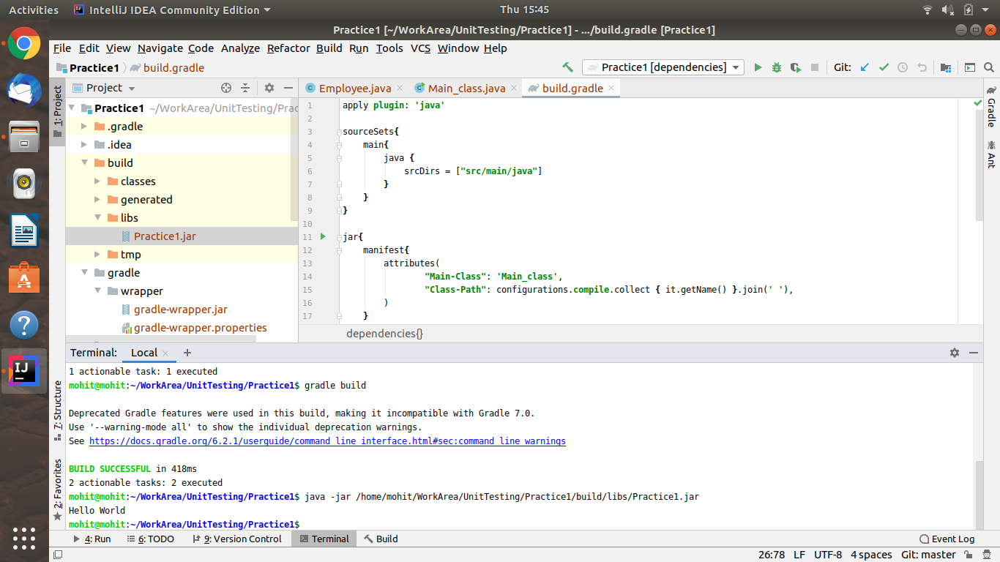 Activities IntelliJ IDEA Community Edition Thu 15:45
Practice1 [~/WorkArea/UnitTesting/Practice1] - .../build.gradle [Practice1]
File Edit View Navigate Code Analyze Refactor Build Run Tools VCS Window Help
Practice1 build.gradle Practice1 [dependencies] Git:
1: Project
Project
Practice1 ~/WorkArea/UnitTesting/Prac
.gradle
.idea
build
classes
generated
libs
Practice1.jar
tmp
gradle
wrapper
gradle-wrapper.jar
gradle-wrapper.properties
Employee.java Main_class.java build.gradle
1 apply plugin: 'java'
2
3 sourceSets{
4 main{
5 java {
6 srcDirs = ["src/main/java"]
7 }
8 }
9 }
10
11 jar{
12 manifest{
13 attributes(
14 "Main-Class": 'Main_class',
15 "Class-Path": configurations.compile.collect { it.getName() }.join(' '),
16 )
17 }
dependencies{}
Gradle
Ant
Terminal: Local +
1 actionable task: 1 executed
mohit@mohit:~/WorkArea/UnitTesting/Practice1$ gradle build
Deprecated Gradle features were used in this build, making it incompatible with Gradle 7.0.
Use '--warning-mode all' to show the individual deprecation warnings.
See https://docs.gradle.org/6.2.1/userguide/command_line_interface.html#sec:command_line_warnings
BUILD SUCCESSFUL in 418ms
2 actionable tasks: 2 executed
mohit@mohit:~/WorkArea/UnitTesting/Practice1$ java -jar /home/mohit/WorkArea/UnitTesting/Practice1/build/libs/Practice1.jar
Hello World
mohit@mohit:~/WorkArea/UnitTesting/Practice1$
7: Structure
2: Favorites
4: Run 6: TODO 9: Version Control Terminal Build Event Log
26:78 LF UTF-8 4 spaces Git: master
IJ